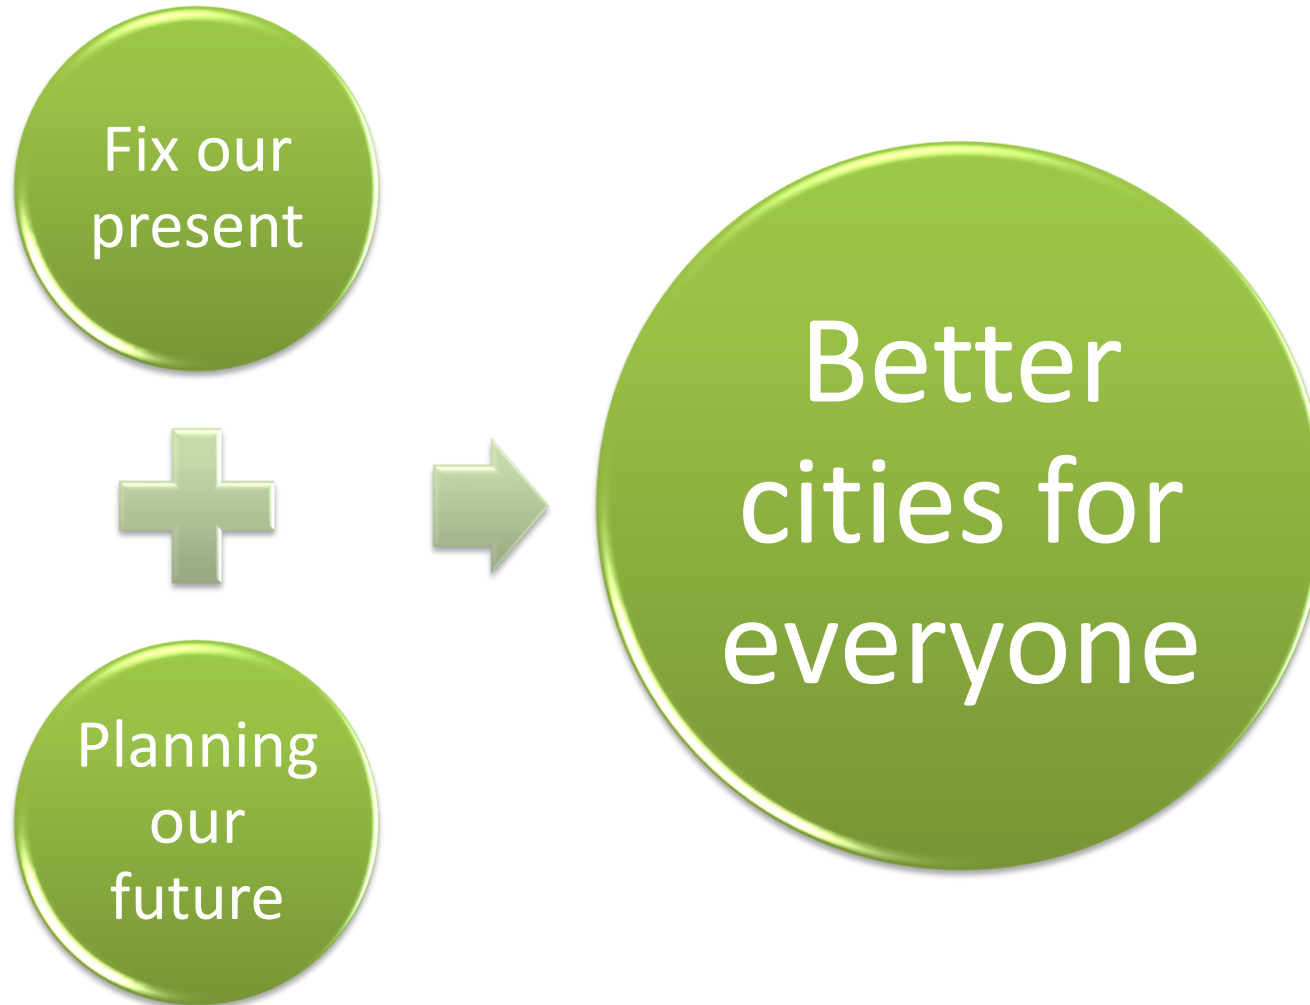 Fix our
present
Planning
our
future
Better
cities for
everyone